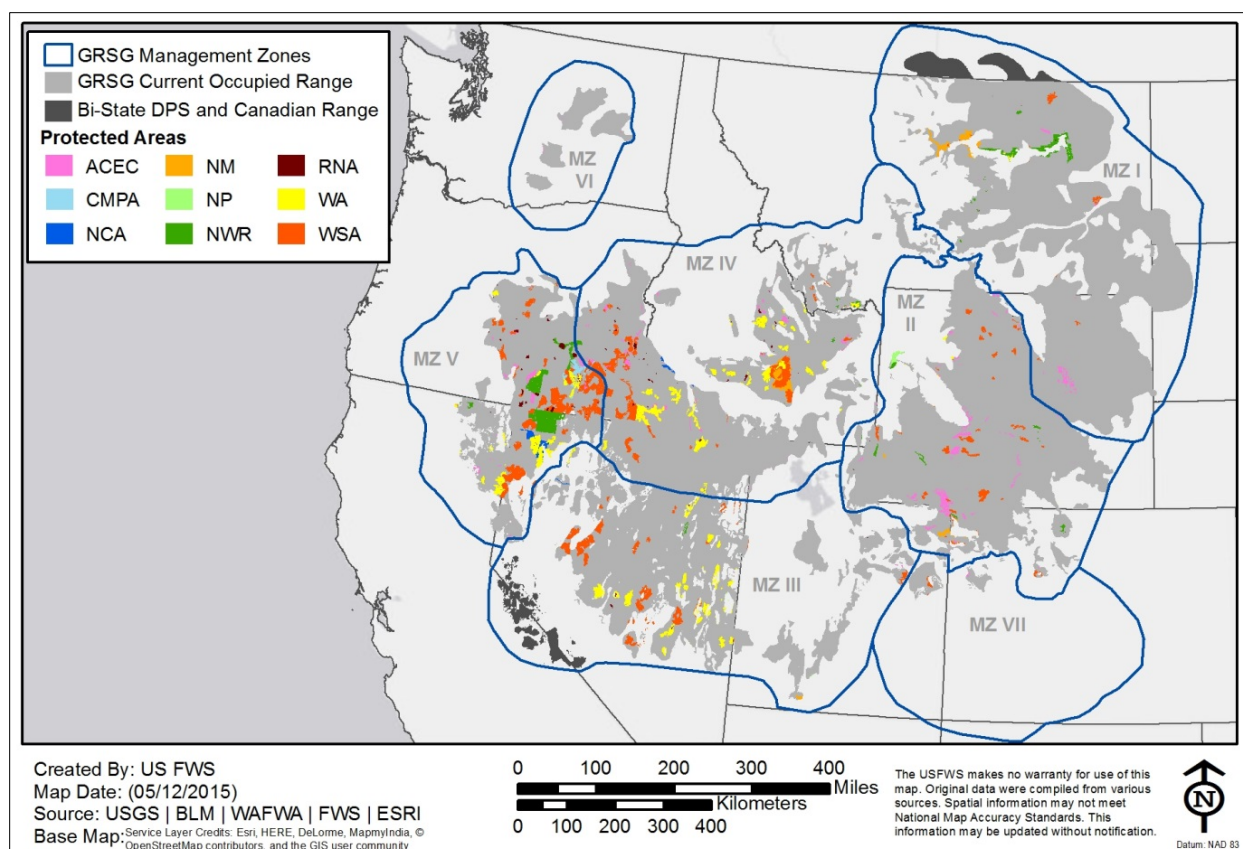 GRSG Management Zones
GRSG Current Occupied Range
Bi-State DPS and Canadian Range
Protected Areas
ACEC NM RNA
CMPA NP WA
NCA NWR WSA
MZ
VI
MZ I
MZ IV
MZ
II
MZ V
MZ III
MZ VII
Created By: US FWS
Map Date: (05/12/2015)
Source: USGS | BLM | WAFWA | FWS | ESRI
Base Map: Service Layer Credits: Esri, HERE, DeLorme, MapmyIndia, ©
OpenStreetMap contributors, and the GIS user community
0 100 200 300 400
Miles
Kilometers
0 100 200 300 400
The USFWS makes no warranty for use of this
map. Original data were compiled from various
sources. Spatial information may not meet
National Map Accuracy Standards. This
information may be updated without notification.
N
Datum: NAD 83